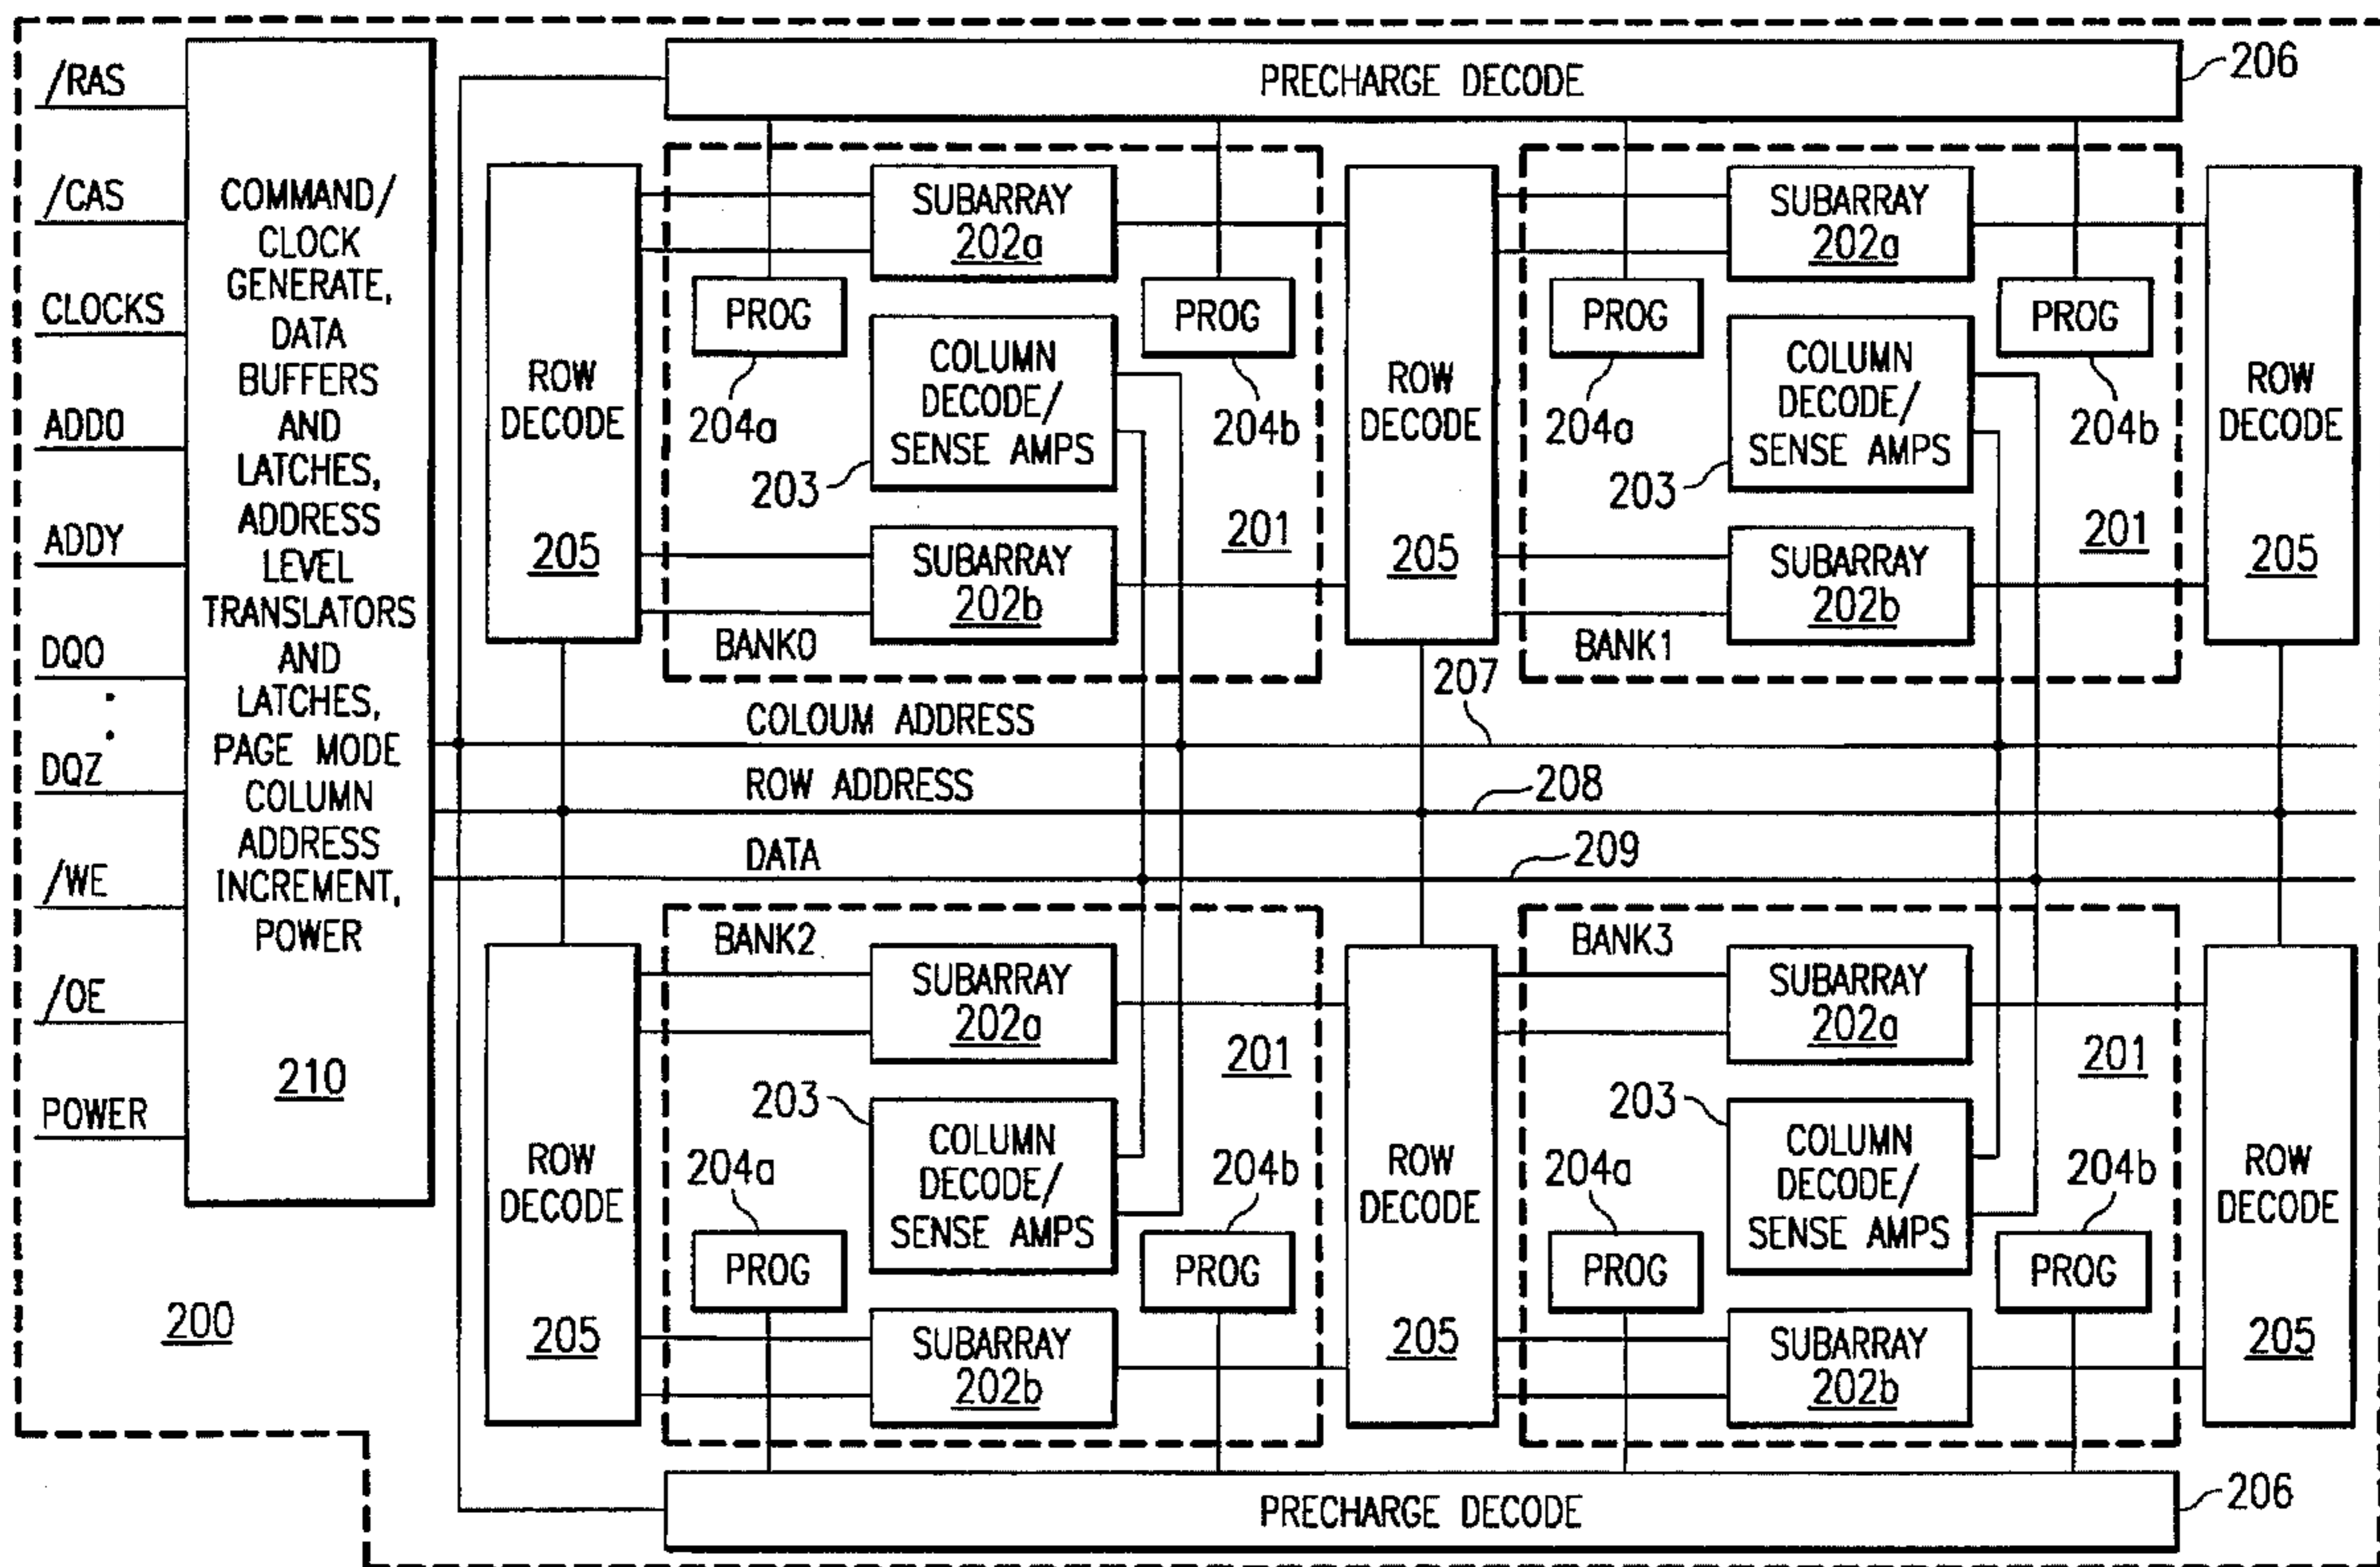 /RAS
/CAS
CLOCKS
ADD0
ADDY
DQ0
:
DQZ
/WE
/OE
POWER
COMMAND/
CLOCK
GENERATE,
DATA
BUFFERS
AND
LATCHES,
ADDRESS
LEVEL
TRANSLATORS
AND
LATCHES,
PAGE MODE
COLUMN
ADDRESS
INCREMENT,
POWER
210
200
PRECHARGE DECODE
206
ROW
DECODE
205
SUBARRAY
202a
PROG
204a
COLUMN
DECODE/
SENSE AMPS
203
PROG
204b
SUBARRAY
202b
201
BANK0
ROW
DECODE
205
SUBARRAY
202a
PROG
204a
COLUMN
DECODE/
SENSE AMPS
203
PROG
204b
SUBARRAY
202b
201
BANK1
ROW
DECODE
205
COLOUM ADDRESS
207
ROW ADDRESS
208
DATA
209
ROW
DECODE
205
BANK2
SUBARRAY
202a
201
203
COLUMN
DECODE/
SENSE AMPS
204a
PROG
204b
PROG
SUBARRAY
202b
ROW
DECODE
205
BANK3
SUBARRAY
202a
201
203
COLUMN
DECODE/
SENSE AMPS
204a
PROG
204b
PROG
SUBARRAY
202b
ROW
DECODE
205
PRECHARGE DECODE
206